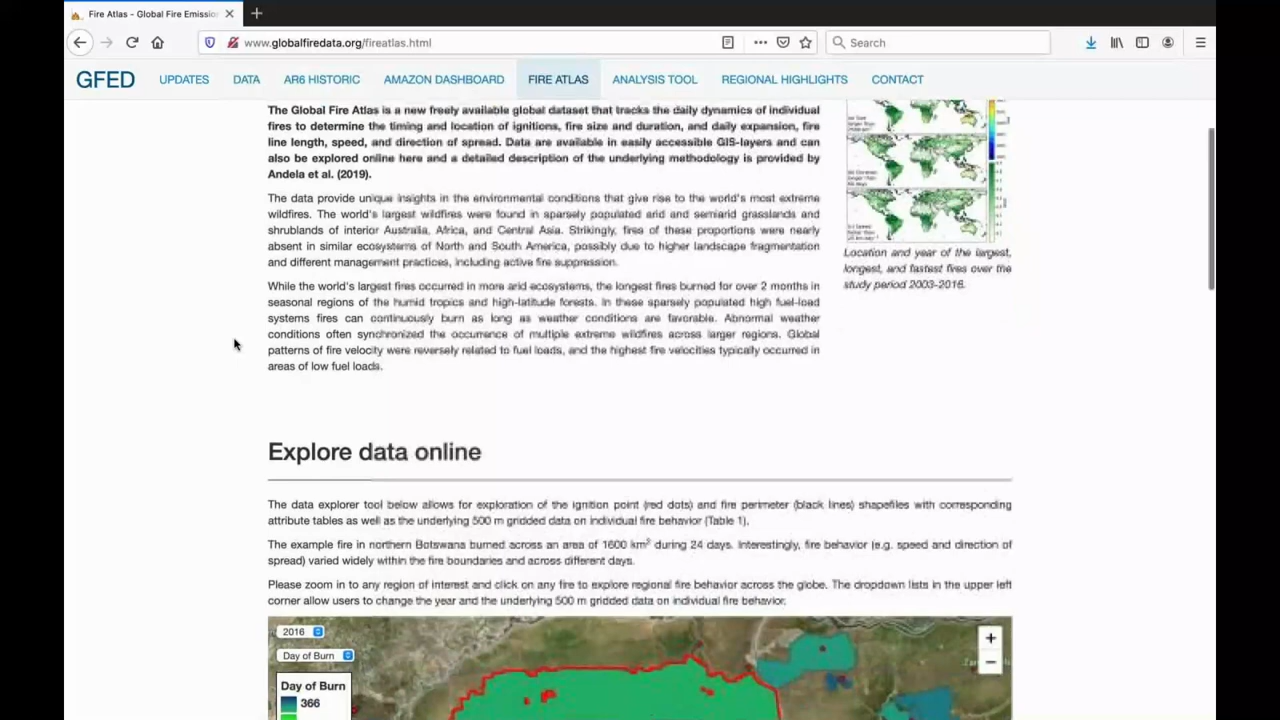 Fire Atlas - Global Fire Emissio
www.globalfiredata.org/fireatlas.html
Search
GFED UPDATES DATA AR6 HISTORIC AMAZON DASHBOARD FIRE ATLAS ANALYSIS TOOL REGIONAL HIGHLIGHTS CONTACT
The Global Fire Atlas is a new freely available global dataset that tracks the daily dynamics of individual
fires to determine the timing and location of ignitions, fire size and duration, and daily expansion, fire
line length, speed, and direction of spread. Data are available in easily accessible GIS-layers and can
also be explored online here and a detailed description of the underlying methodology is provided by
Andela et al. (2019).
The data provide unique insights in the environmental conditions that give rise to the world's most extreme
wildfires. The world's largest wildfires were found in sparsely populated arid and semiarid grasslands and
shrublands of interior Australia, Africa, and Central Asia. Strikingly, fires of these proportions were nearly
absent in similar ecosystems of North and South America, possibly due to higher landscape fragmentation
and different management practices, including active fire suppression.
While the world's largest fires occurred in more arid ecosystems, the longest fires burned for over 2 months in
seasonal regions of the humid tropics and high-latitude forests. In these sparsely populated high fuel-load
systems fires can continuously burn as long as weather conditions are favorable. Abnormal weather
conditions often synchronized the occurrence of multiple extreme wildfires across larger regions. Global
patterns of fire velocity were reversely related to fuel loads, and the highest fire velocities typically occurred in
areas of low fuel loads.
Location and year of the largest,
longest, and fastest fires over the
study period 2003-2016.
Explore data online
The data explorer tool below allows for exploration of the ignition point (red dots) and fire perimeter (black lines) shapefiles with corresponding
attribute tables as well as the underlying 500 m gridded data on individual fire behavior (Table 1).
The example fire in northern Botswana burned across an area of 1600 km² during 24 days. Interestingly, fire behavior (e.g. speed and direction of
spread) varied widely within the fire boundaries and across different days.
Please zoom in to any region of interest and click on any fire to explore regional fire behavior across the globe. The dropdown lists in the upper left
corner allow users to change the year and the underlying 500 m gridded data on individual fire behavior.
2016
+
Day of Burn
−
Day of Burn
366